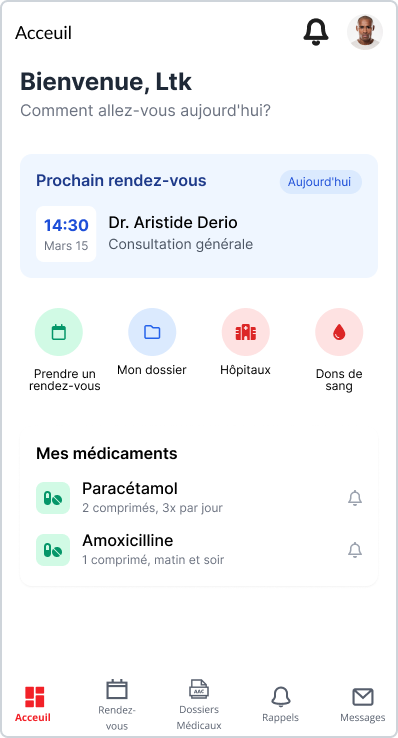 Acceuil
Bienvenue, Ltk
Comment allez-vous aujourd'hui?
Prochain rendez-vous
Aujourd'hui
14:30
Mars 15
Dr. Aristide Derio
Consultation générale
Prendre un
rendez-vous
Mon dossier
Hôpitaux
Dons de
sang
Mes médicaments
Paracétamol
2 comprimés, 3x par jour
Amoxicilline
1 comprimé, matin et soir
Acceuil
Rendez-
vous
AAC
Dossiers
Médicaux
Rappels
Messages